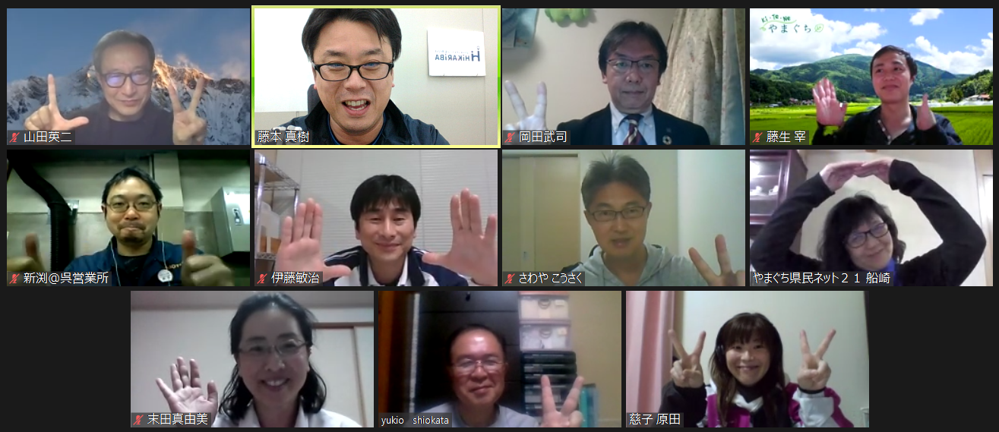 山田英二
HiKARiBA
藤本 真樹
岡田武司
Ki・Te・Ne
やまぐち
藤生 宰
新渕@呉営業所
伊藤敏治
さわや こうさく
やまぐち県民ネット２１ 船崎
末田真由美
yukio shiokata
慈子 原田